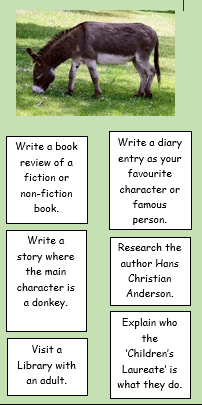 Write a book
review of a
fiction or
non-fiction
book.
Write a diary
entry as your
favourite
character or
famous
person.
Write a
story where
the main
character is
a donkey.
Research the
author Hans
Christian
Anderson.
Visit a
Library with
an adult.
Explain who
the
'Children's
Laureate' is
what they do.